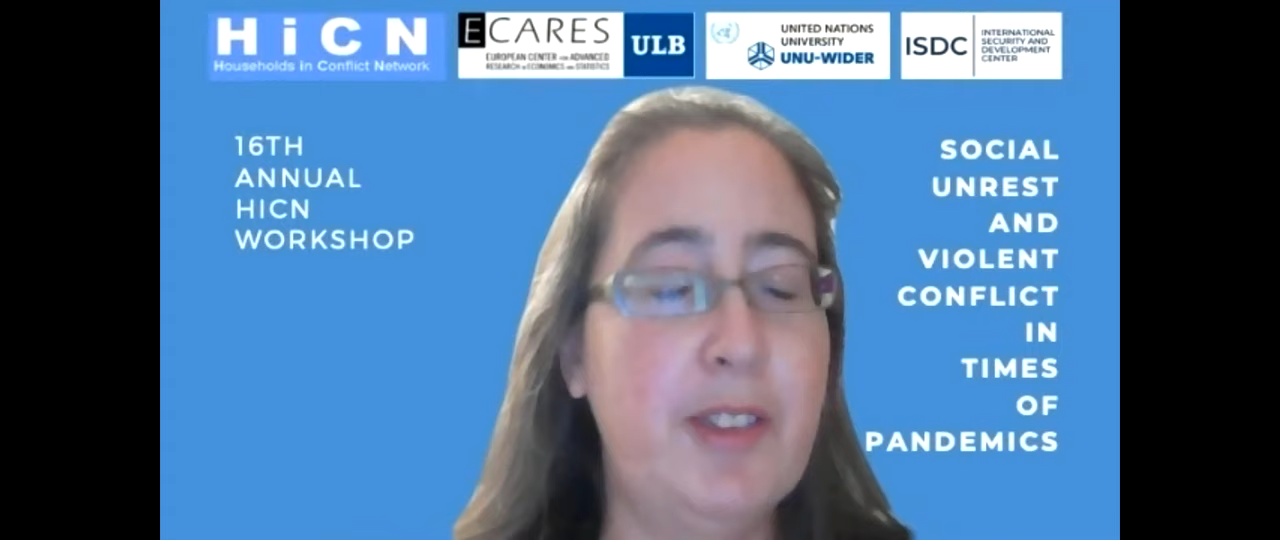 HiCN
Households in Conflict Network
ECARES
EUROPEAN CENTER FOR ADVANCED
RESEARCH IN ECONOMICS AND STATISTICS
ULB
UNITED NATIONS
UNIVERSITY
UNU-WIDER
ISDC
INTERNATIONAL
SECURITY AND
DEVELOPMENT
CENTER
16TH
ANNUAL
HICN
WORKSHOP
SOCIAL
UNREST
AND
VIOLENT
CONFLICT
IN
TIMES
OF
PANDEMICS